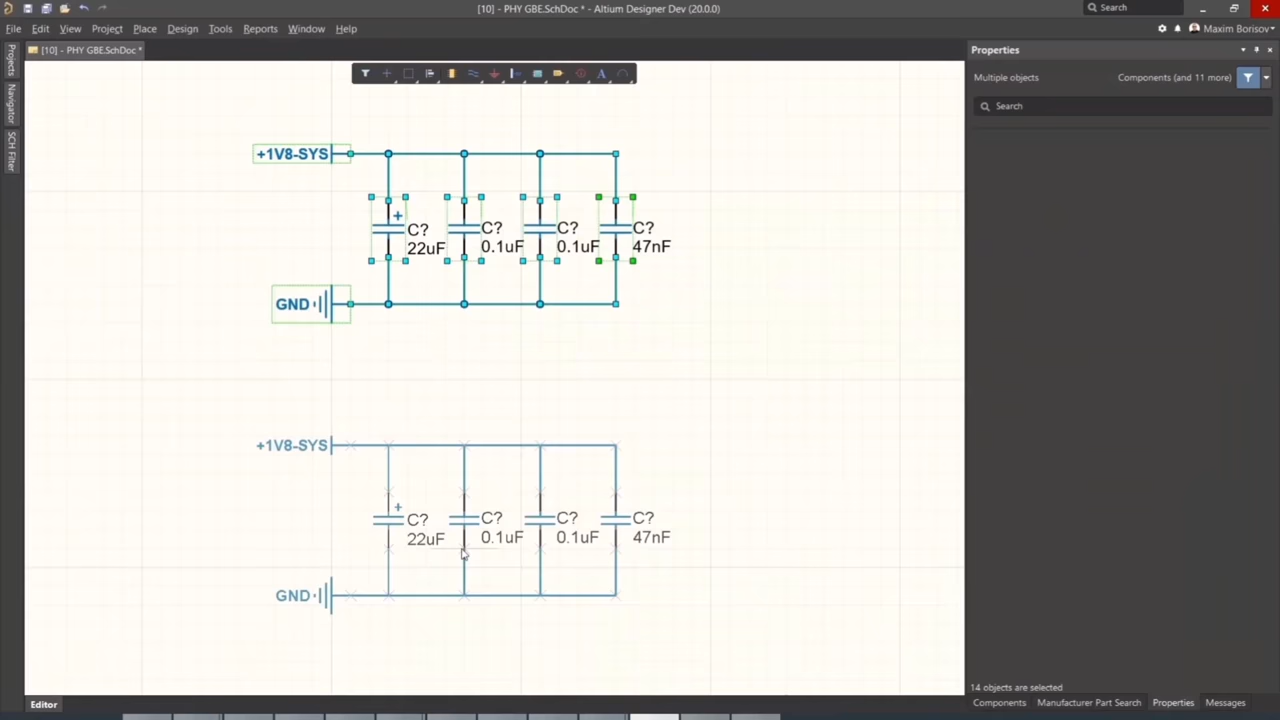 [10] - PHY GBE.SchDoc * - Altium Designer Dev (20.0.0)
Search
File Edit View Project Place Design Tools Reports Window Help
Maxim Borisov
[10] - PHY GBE.SchDoc *
Properties
Projects
Navigator
SCH Filter
Multiple objects
Components (and 11 more)
Search
A
+1V8-SYS
+
C?
22uF
C?
0.1uF
C?
0.1uF
C?
47nF
GND
+1V8-SYS
+
C?
22uF
C?
0.1uF
C?
0.1uF
C?
47nF
GND
14 objects are selected
Editor
Components Manufacturer Part Search Properties Messages